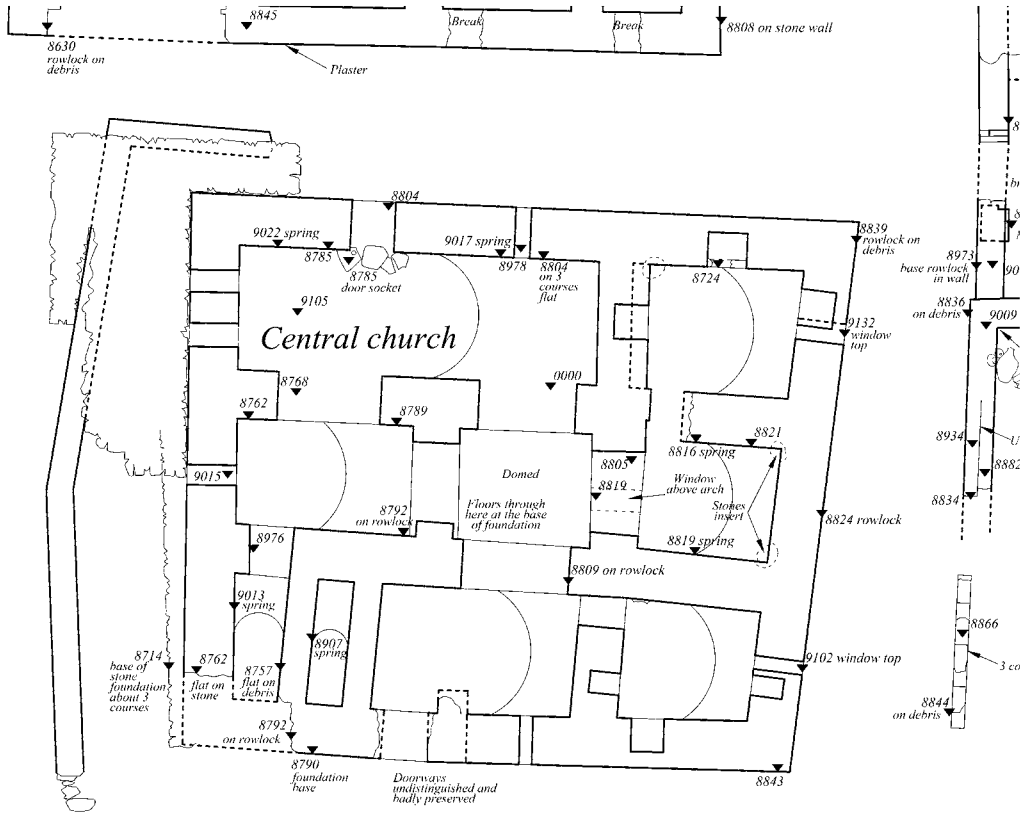 8845
Break
Break
8808 on stone wall
8630
rowlock on
debris
Plaster
8804
9022 spring
8785
8785
door socket
9017 spring
8978
8804
on 3
courses
flat
8839
rowlock on
debris
8724
8973
base rowlock
in wall
90
8836
on debris
9009
9105
Central church
9132
window
top
8768
0000
8762
8789
8821
8816 spring
8934
U
8882
9015
Domed
8805
8819
Window
above arch
8834
8792
on rowlock
Floors through
here at the base
of foundation
Stones
insert
8824 rowlock
8976
8819 spring
8809 on rowlock
9013
spring
8866
8907
spring
8714
base of
stone
foundation
about 3
courses
8762
flat on
stone
8757
flat on
debris
9102 window top
3 co
8844
on debris
8792
on rowlock
8790
foundation
base
Doorways
undistinguished and
badly preserved
8843